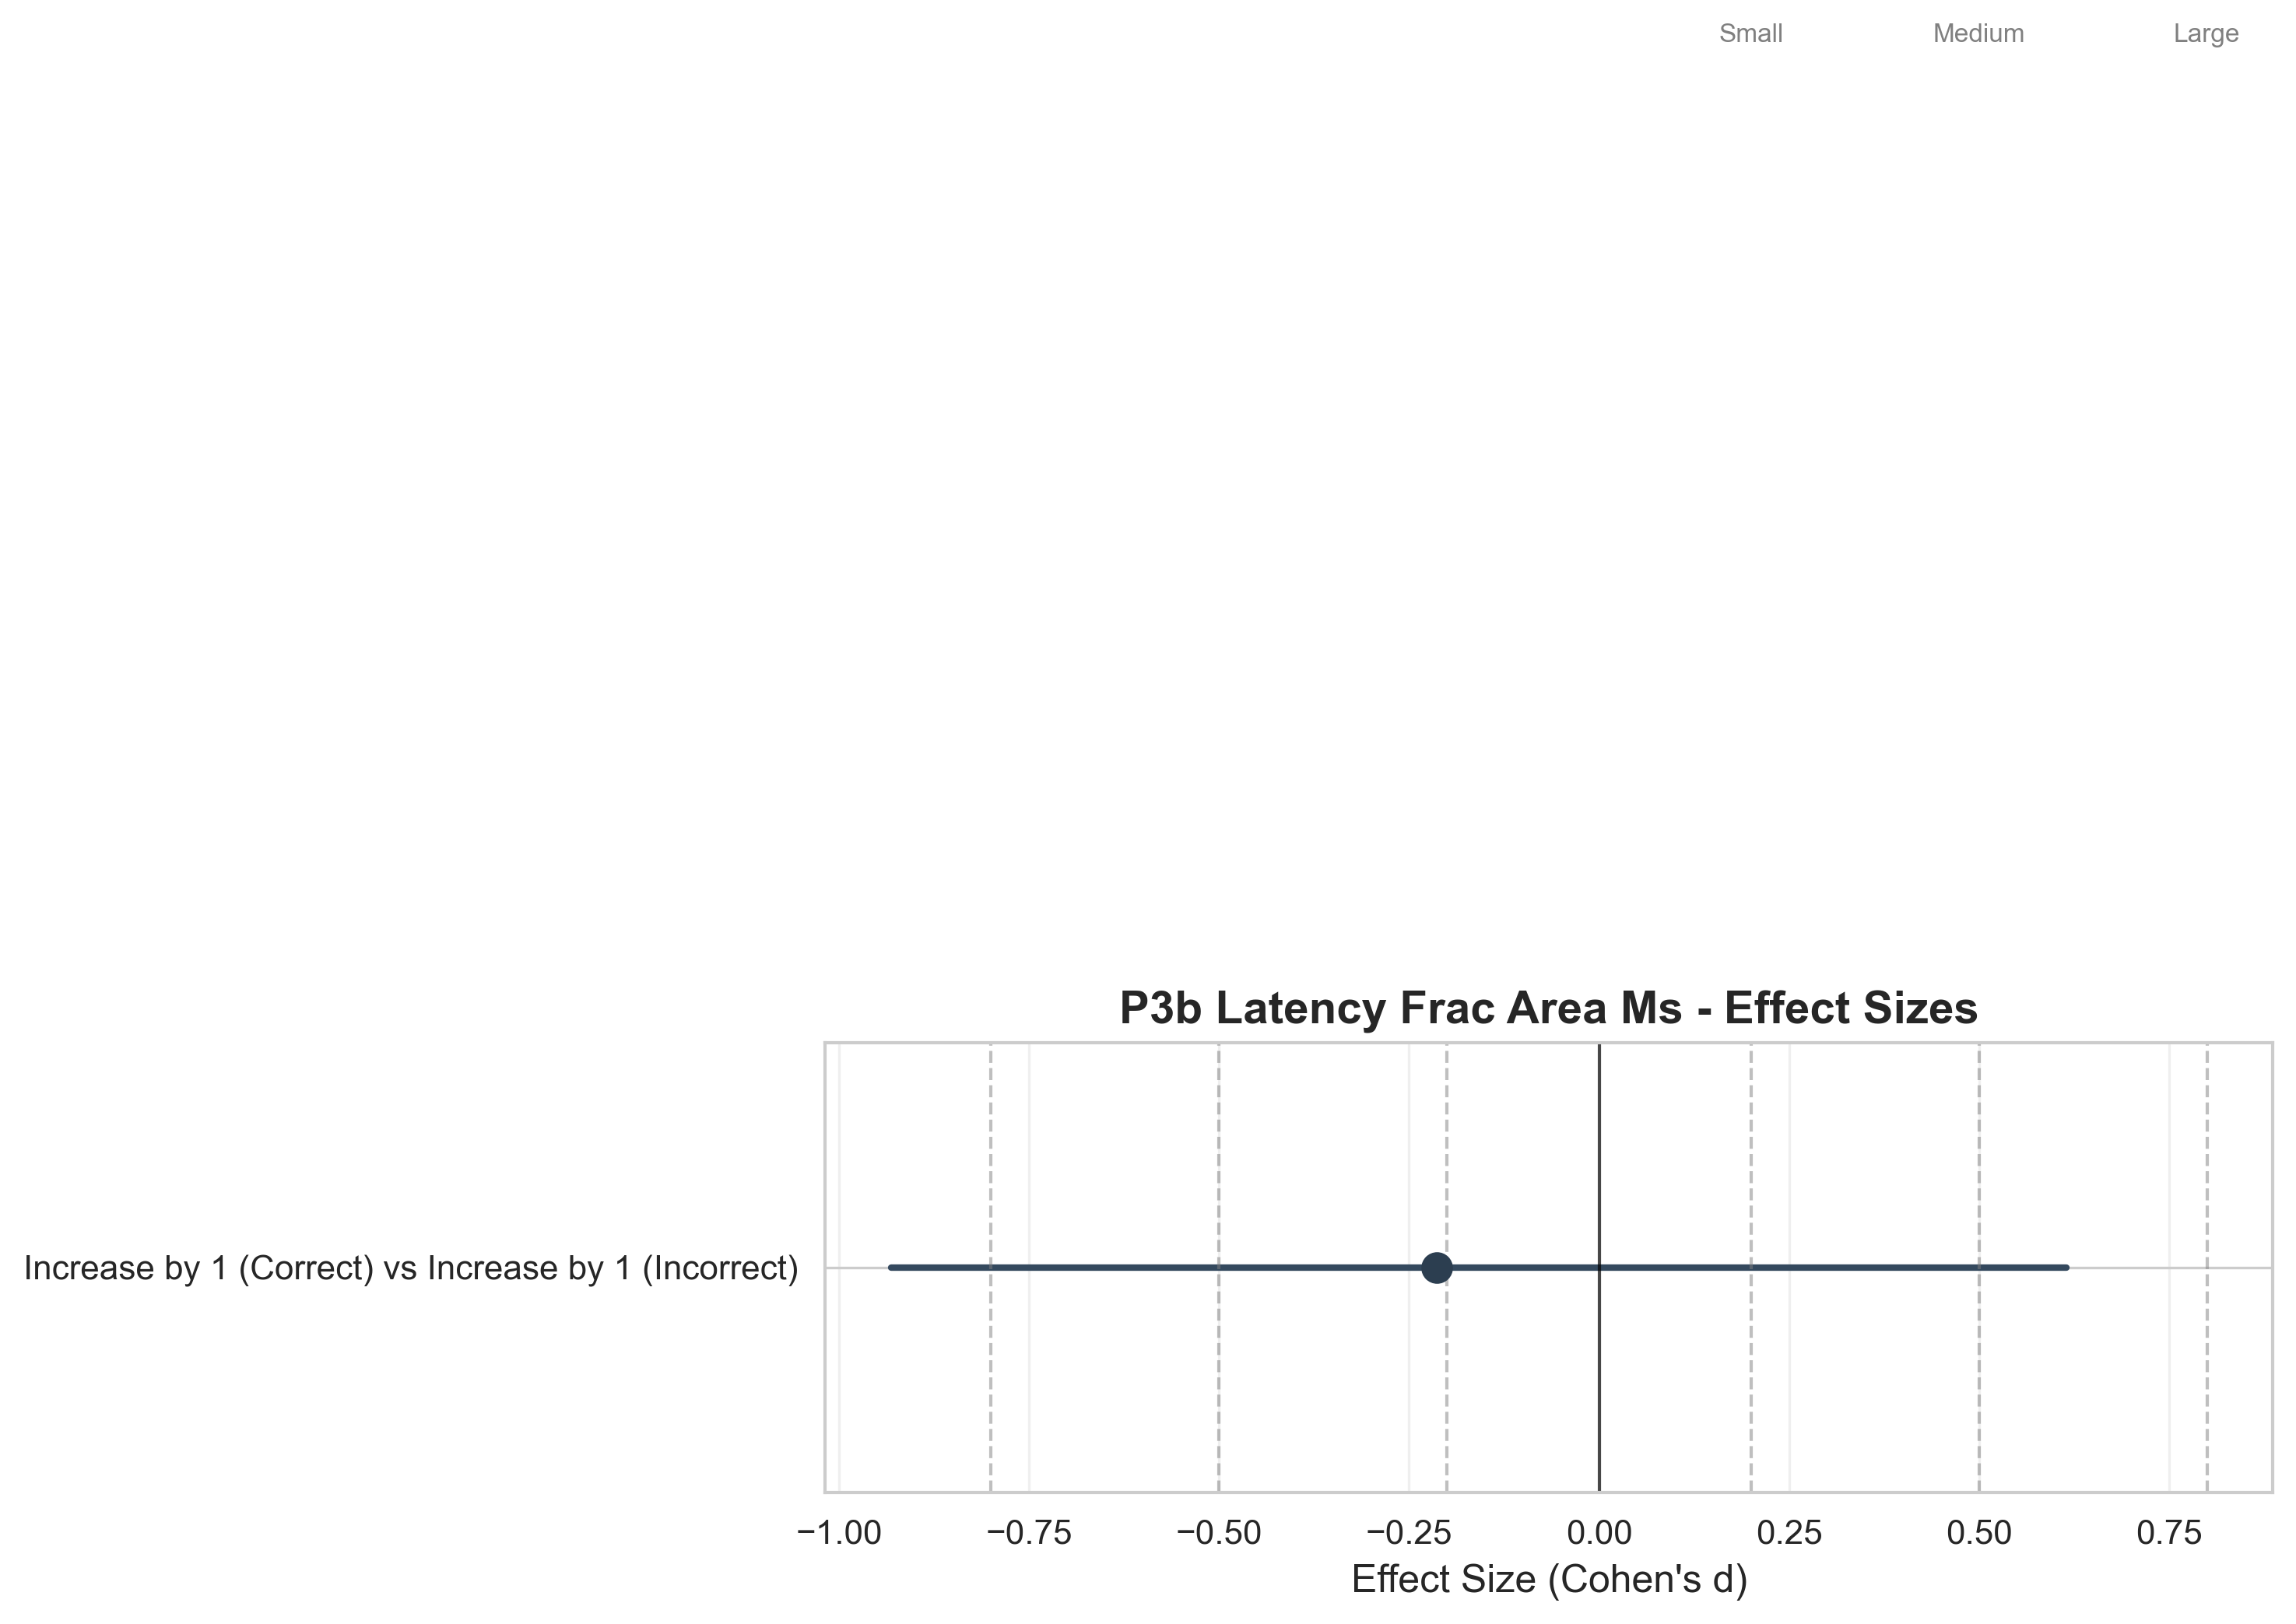 Small Medium Large
P3b Latency Frac Area Ms - Effect Sizes
Increase by 1 (Correct) vs Increase by 1 (Incorrect)
−1.00 −0.75 −0.50 −0.25 0.00 0.25 0.50 0.75
Effect Size (Cohen's d)